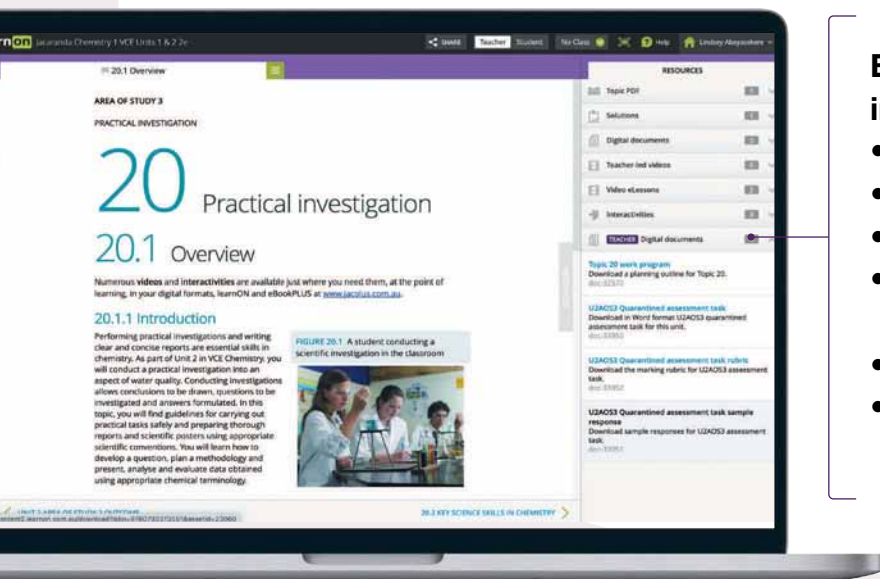 on Jacaranda Chemistry 1 VCE Units 1 & 2 2e
SHARE Teacher Student No Class Help
20.1 Overview
AREA OF STUDY 3
PRACTICAL INVESTIGATION
20 Practical investigation
20.1 Overview
Numerous videos and interactivities are available just where you need them, at the point of
learning, in your digital formats, learnON and eBookPLUS at www.jacplus.com.au.
20.1.1 Introduction
Performing practical investigations and writing
clear and concise reports are essential skills in
chemistry. As part of Unit 2 in VCE Chemistry, you
will conduct a practical investigation into an
aspect of water quality. Conducting investigations
allows conclusions to be drawn, questions to be
investigated and answers formulated. In this
topic, you will find guidelines for carrying out
practical tasks safely and preparing thorough
reports and scientific posters using appropriate
scientific conventions. You will learn how to
develop a question, plan a methodology and
present, analyse and evaluate data obtained
using appropriate chemical terminology.
FIGURE 20.1 A student conducting a
scientific investigation in the classroom
UNIT 2 AREA OF STUDY 2 OUTCOME
20.2 KEY SCIENCE SKILLS IN CHEMISTRY
RESOURCES
Topic PDF
Solutions
Digital documents
Teacher-led videos
Video eLessons
Interactivities
TEACHER Digital documents
Topic 20 work program
Download a planning outline for Topic 20.
U2AOS3 Quarantined assessment task
Download in Word format U2AOS3 quarantined
assessment task for this unit.
U2AOS3 Quarantined assessment task rubric
Download the marking rubric for U2AOS3 assessment
task.
U2AOS3 Quarantined assessment task sample
response
Download sample responses for U2AOS3 assessment
task.